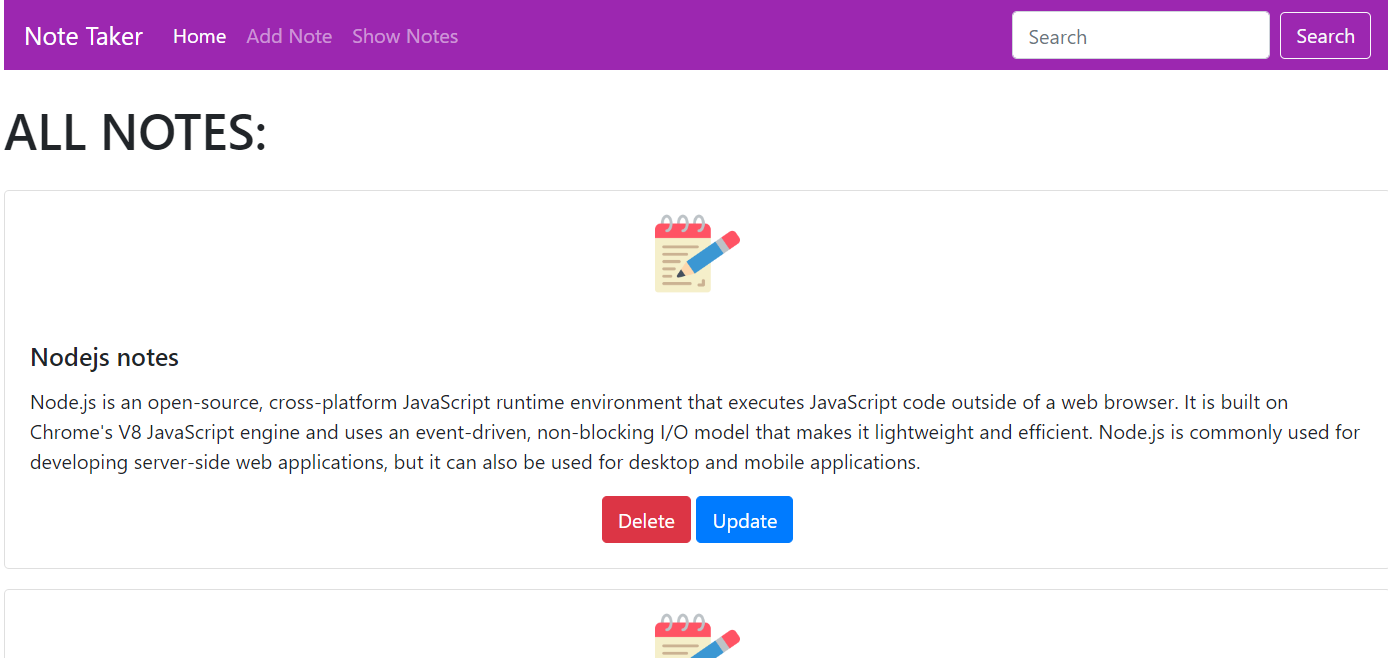 Note Taker Home Add Note Show Notes Search Search
ALL NOTES:
Nodejs notes
Node.js is an open-source, cross-platform JavaScript runtime environment that executes JavaScript code outside of a web browser. It is built on
Chrome's V8 JavaScript engine and uses an event-driven, non-blocking I/O model that makes it lightweight and efficient. Node.js is commonly used for
developing server-side web applications, but it can also be used for desktop and mobile applications.
Delete Update